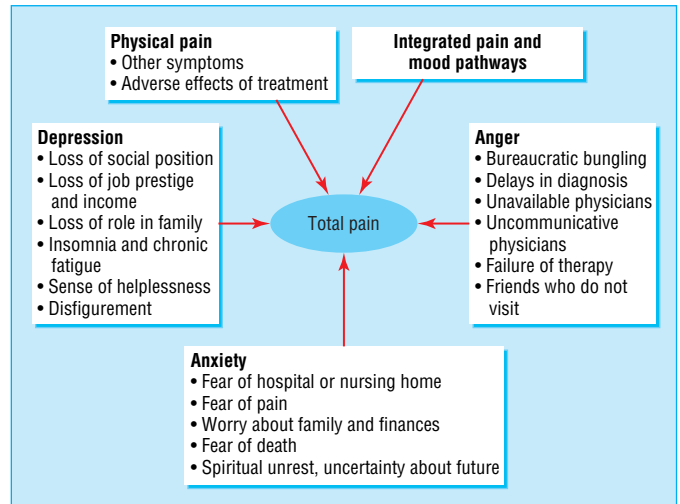 Physical pain
• Other symptoms
• Adverse effects of treatment
Integrated pain and
mood pathways
Depression
• Loss of social position
• Loss of job prestige
and income
• Loss of role in family
• Insomnia and chronic
fatigue
• Sense of helplessness
• Disfigurement
Total pain
Anger
• Bureaucratic bungling
• Delays in diagnosis
• Unavailable physicians
• Uncommunicative
physicians
• Failure of therapy
• Friends who do not
visit
Anxiety
• Fear of hospital or nursing home
• Fear of pain
• Worry about family and finances
• Fear of death
• Spiritual unrest, uncertainty about future